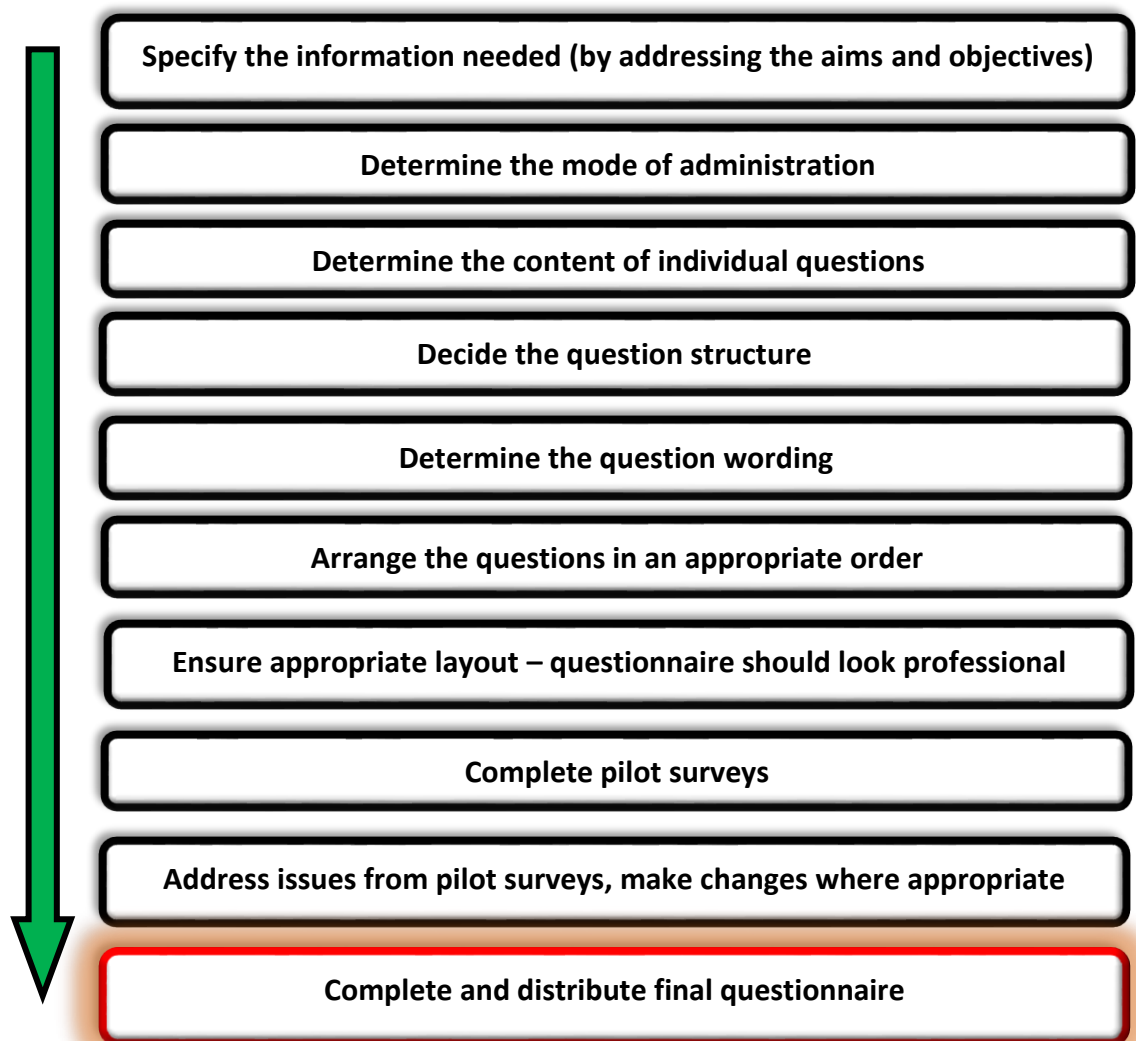 Specify the information needed (by addressing the aims and objectives)
Determine the mode of administration
Determine the content of individual questions
Decide the question structure
Determine the question wording
Arrange the questions in an appropriate order
Ensure appropriate layout – questionnaire should look professional
Complete pilot surveys
Address issues from pilot surveys, make changes where appropriate
Complete and distribute final questionnaire